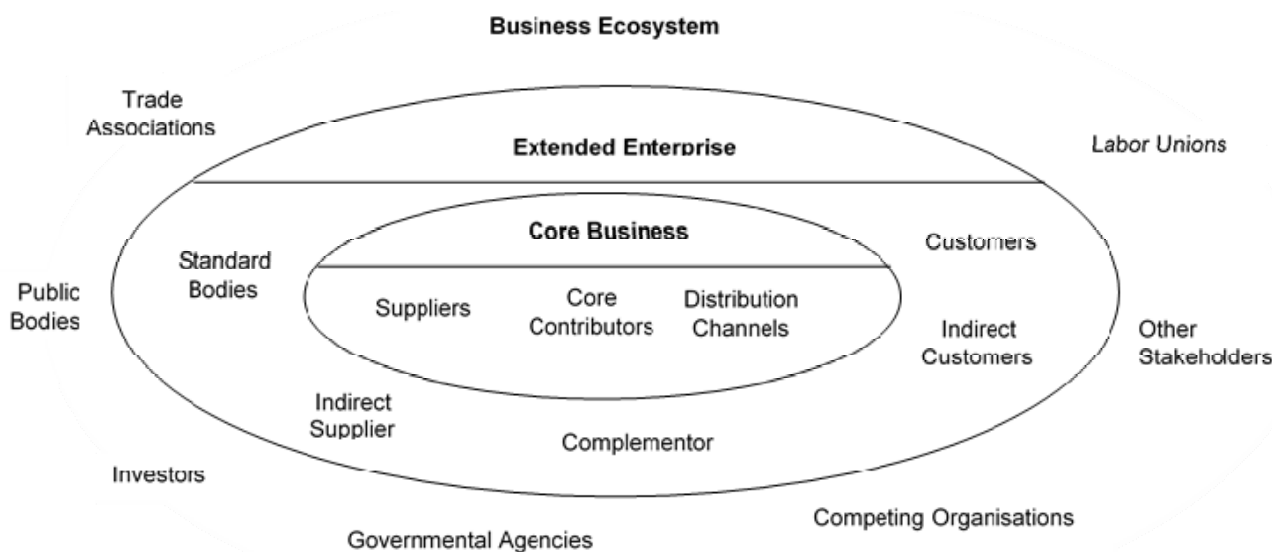 Business Ecosystem
Trade
Associations
Extended Enterprise
Labor Unions
Core Business
Customers
Standard
Bodies
Public
Bodies
Suppliers
Core
Contributors
Distribution
Channels
Indirect
Customers
Other
Stakeholders
Indirect
Supplier
Complementor
Investors
Competing Organisations
Governmental Agencies